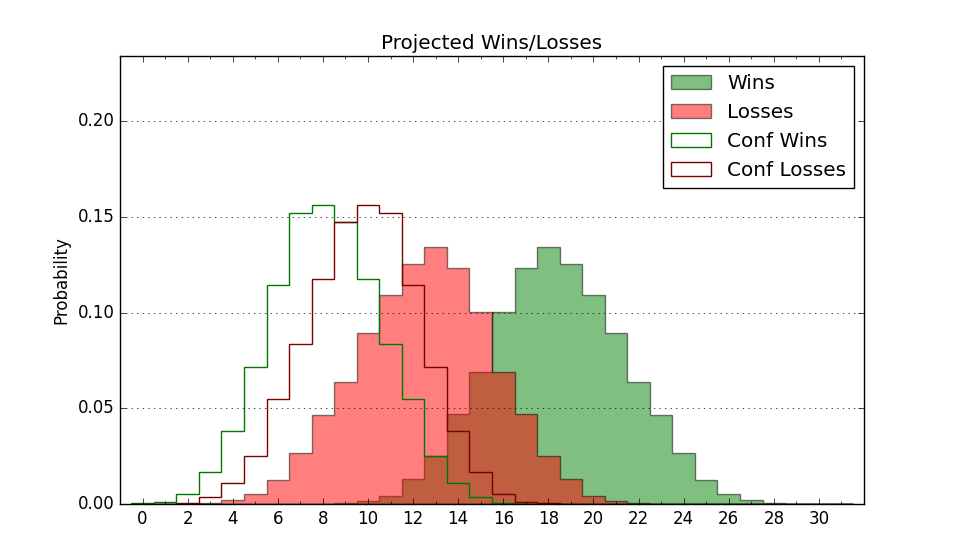 Projected Wins/Losses
Wins
Losses
Conf Wins
Conf Losses
Probability
0.20
0.15
0.10
0.05
0.00
0 2 4 6 8 10 12 14 16 18 20 22 24 26 28 30